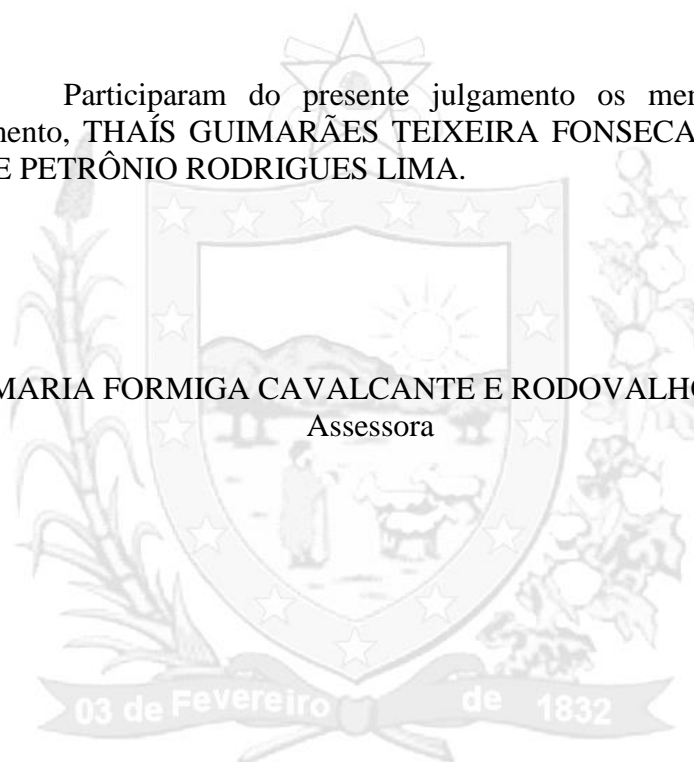 Participaram do presente julgamento os mer
mento, THAÍS GUIMARÃES TEIXEIRA FONSECA
E PETRÔNIO RODRIGUES LIMA.
MARIA FORMIGA CAVALCANTE E RODOVALHO
Assessora
03 de Fevereiro de 1832